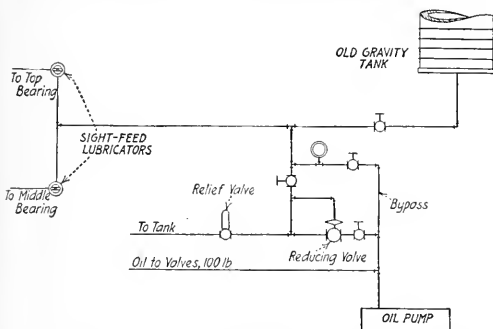 OLD GRAVITY
TANK
To Top
Bearing
SIGHT-FEED
LUBRICATORS
To Middle
Bearing
Relief Valve
Bypass
To Tank
Reducing Valve
Oil to Valves, 100 lb
OIL PUMP